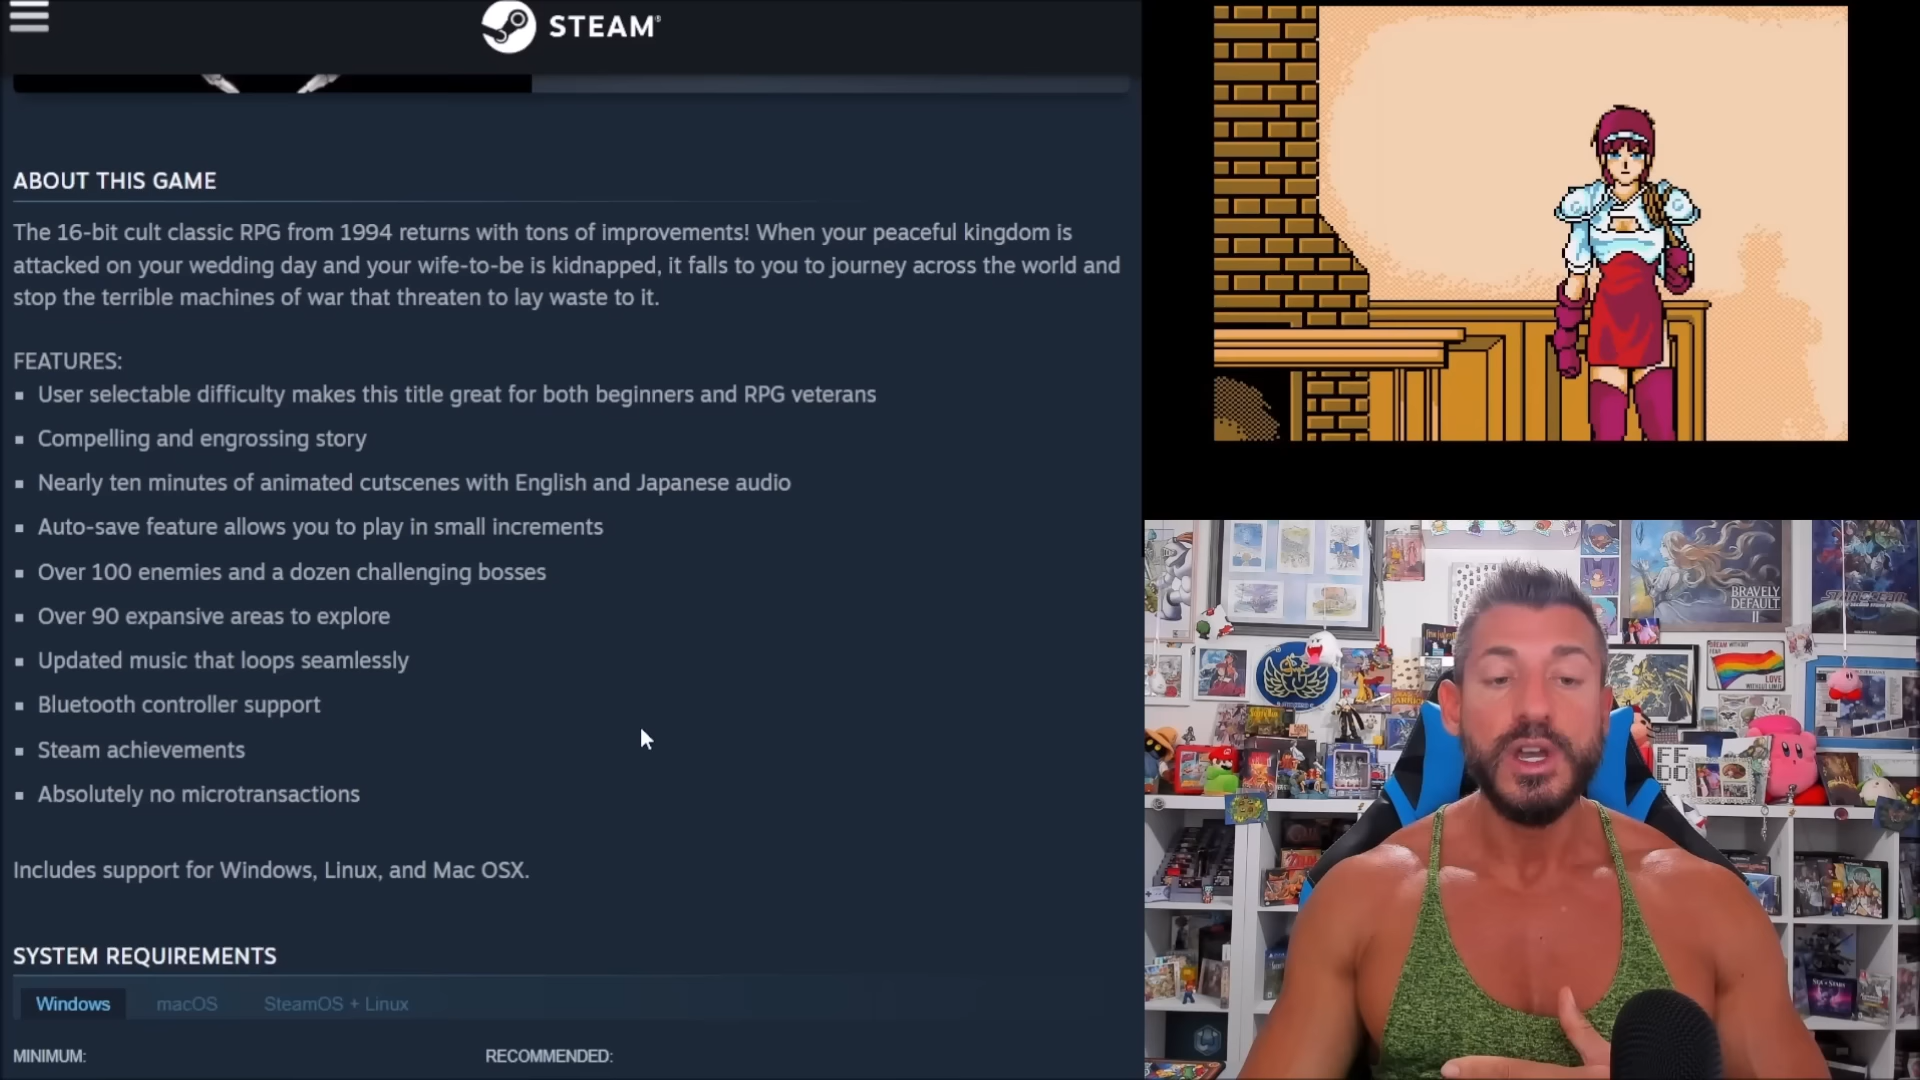 STEAM®
ABOUT THIS GAME
The 16-bit cult classic RPG from 1994 returns with tons of improvements! When your peaceful kingdom is
attacked on your wedding day and your wife-to-be is kidnapped, it falls to you to journey across the world and
stop the terrible machines of war that threaten to lay waste to it.
FEATURES:
User selectable difficulty makes this title great for both beginners and RPG veterans
Compelling and engrossing story
Nearly ten minutes of animated cutscenes with English and Japanese audio
Auto-save feature allows you to play in small increments
Over 100 enemies and a dozen challenging bosses
Over 90 expansive areas to explore
Updated music that loops seamlessly
Bluetooth controller support
Steam achievements
Absolutely no microtransactions
Includes support for Windows, Linux, and Mac OSX.
SYSTEM REQUIREMENTS
Windows macOS SteamOS + Linux
MINIMUM: RECOMMENDED:
BRAVELY
DEFAULT
II
LOVE
FF
DO